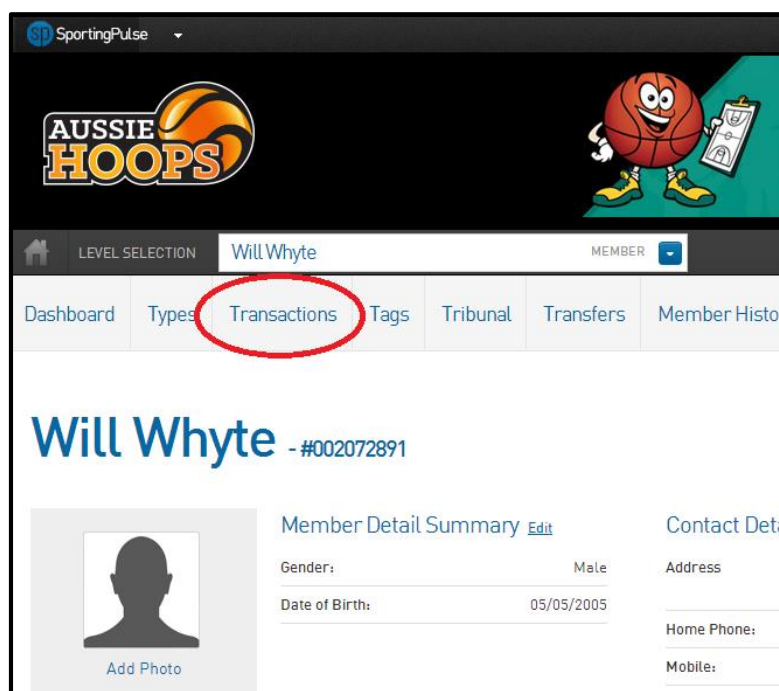 sp SportingPulse
AUSSIE
HOOPS
LEVEL SELECTION Will Whyte MEMBER
Dashboard Types Transactions Tags Tribunal Transfers Member Histo
Will Whyte - #002072891
Member Detail Summary Edit Contact Deta
Gender: Male Address
Date of Birth: 05/05/2005
Home Phone:
Add Photo Mobile: